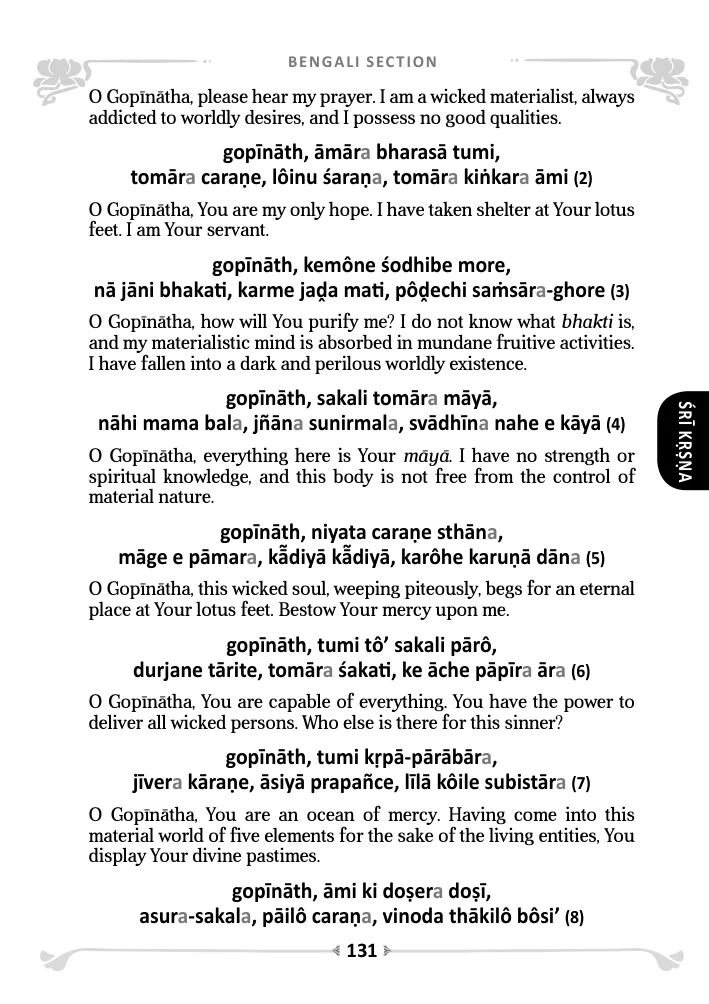 BENGALI SECTION
O Gopīnātha, please hear my prayer. I am a wicked materialist, always
addicted to worldly desires, and I possess no good qualities.
gopīnāth, āmāra bharasā tumi,
tomāra caraṇe, lôinu śaraṇa, tomāra kiṅkara āmi (2)
O Gopīnātha, You are my only hope. I have taken shelter at Your lotus
feet. I am Your servant.
gopīnāth, kemône śodhibe more,
nā jāni bhakati, karme jaḓa mati, pôḓechi saṁsāra-ghore (3)
O Gopīnātha, how will You purify me? I do not know what bhakti is,
and my materialistic mind is absorbed in mundane fruitive activities.
I have fallen into a dark and perilous worldly existence.
gopīnāth, sakali tomāra māyā,
nāhi mama bala, jñāna sunirmala, svādhīna nahe e kāyā (4)
O Gopīnātha, everything here is Your māyā. I have no strength or
spiritual knowledge, and this body is not free from the control of
material nature.
gopīnāth, niyata caraṇe sthāna,
māge e pāmara, kā̃diyā kā̃diyā, karôhe karuṇā dāna (5)
O Gopīnātha, this wicked soul, weeping piteously, begs for an eternal
place at Your lotus feet. Bestow Your mercy upon me.
gopīnāth, tumi tô’ sakali pārô,
durjane tārite, tomāra śakati, ke āche pāpīra āra (6)
O Gopīnātha, You are capable of everything. You have the power to
deliver all wicked persons. Who else is there for this sinner?
gopīnāth, tumi kṛpā-pārābāra,
jīvera kāraṇe, āsiyā prapañce, līlā kôile subistāra (7)
O Gopīnātha, You are an ocean of mercy. Having come into this
material world of five elements for the sake of the living entities, You
display Your divine pastimes.
gopīnāth, āmi ki doṣera doṣī,
asura-sakala, pāilô caraṇa, vinoda thākilô bôsi’ (8)
131
ŚRĪ KṚṢṆA